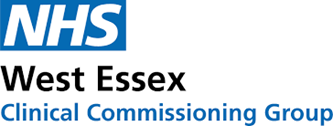 NHS
West Essex
Clinical Commissioning Group